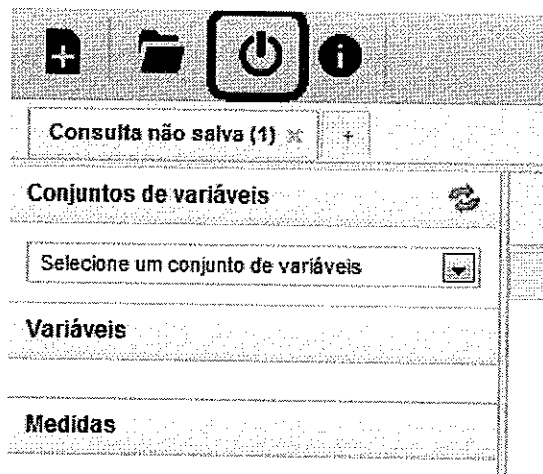 Consulta não salva (1) × +
Conjuntos de variáveis
Selecione um conjunto de variáveis
Variáveis
Medidas